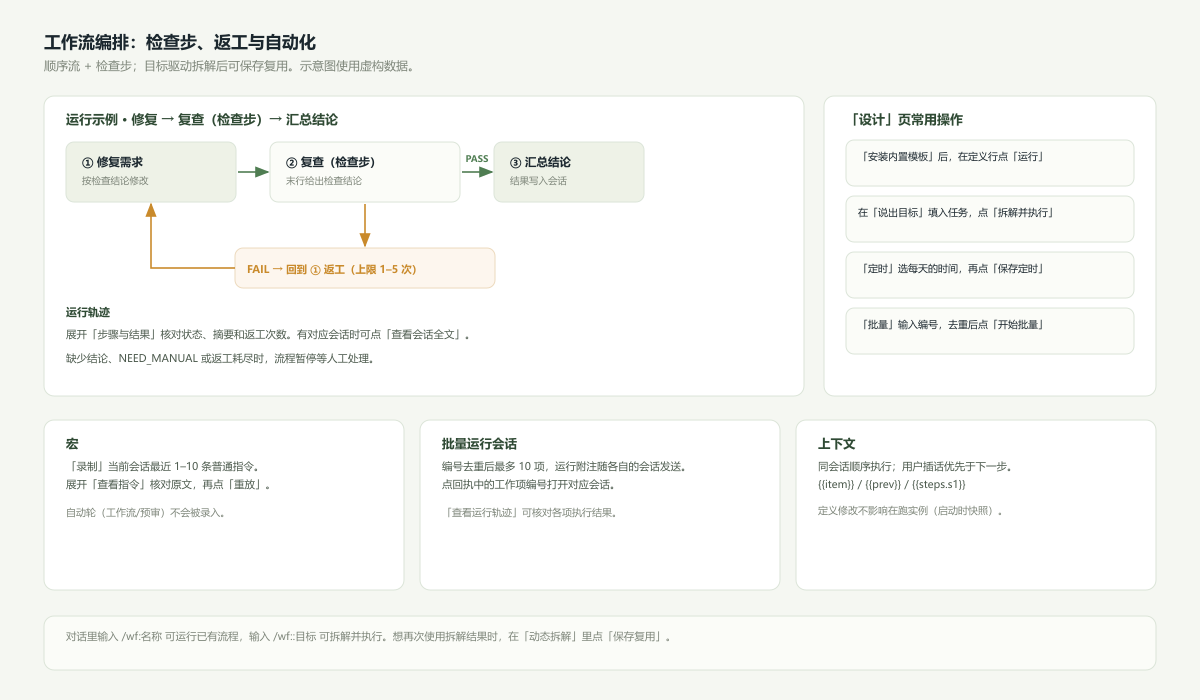 工作流编排：检查步、返工与自动化
顺序流 + 检查步；目标驱动拆解后可保存复用。示意图使用虚构数据。
运行示例·修复 → 复查（检查步）→ 汇总结论
① 修复需求
按检查结论修改
② 复查（检查步）
末行给出检查结论
PASS
③ 汇总结论
结果写入会话
FAIL → 回到 ① 返工（上限 1–5 次）
运行轨迹
展开「步骤与结果」核对状态、摘要和返工次数。有对应会话时可点「查看会话全文」。
缺少结论、NEED_MANUAL 或返工耗尽时，流程暂停等人工处理。
「设计」页常用操作
「安装内置模板」后，在定义行点「运行」
在「说出目标」填入任务，点「拆解并执行」
「定时」选每天的时间，再点「保存定时」
「批量」输入编号，去重后点「开始批量」
宏
「录制」当前会话最近 1–10 条普通指令。
展开「查看指令」核对原文，再点「重放」。
自动轮（工作流/预审）不会被录入。
批量运行会话
编号去重后最多 10 项，运行附注随各自的会话发送。
点回执中的工作项编号打开对应会话。
「查看运行轨迹」可核对各项执行结果。
上下文
同会话顺序执行；用户插话优先于下一步。
{{item}} / {{prev}} / {{steps.s1}}
定义修改不影响在跑实例（启动时快照）。
对话里输入 /wf:名称 可运行已有流程，输入 /wf::目标 可拆解并执行。想再次使用拆解结果时，在「动态拆解」里点「保存复用」。